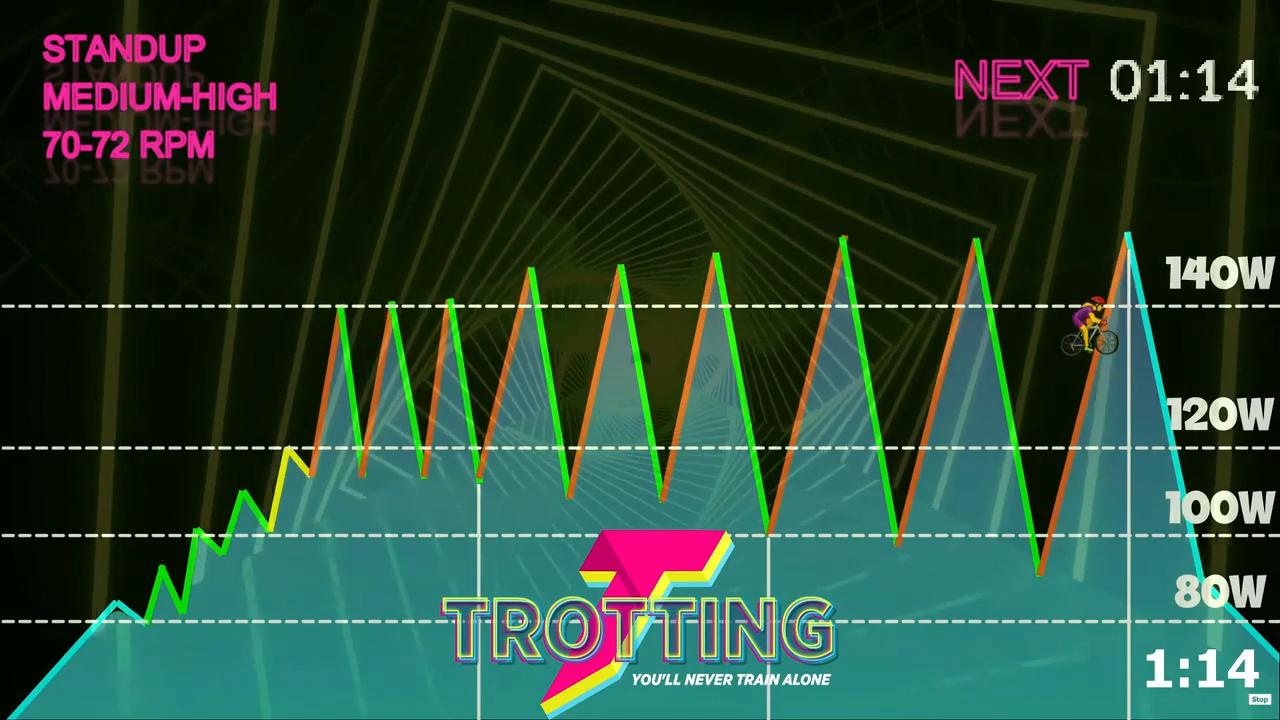 STANDUP
MEDIUM-HIGH
70-72 RPM
NEXT 01:14
140W
120W
100W
80W
TROTTING
YOU'LL NEVER TRAIN ALONE
1:14
Stop